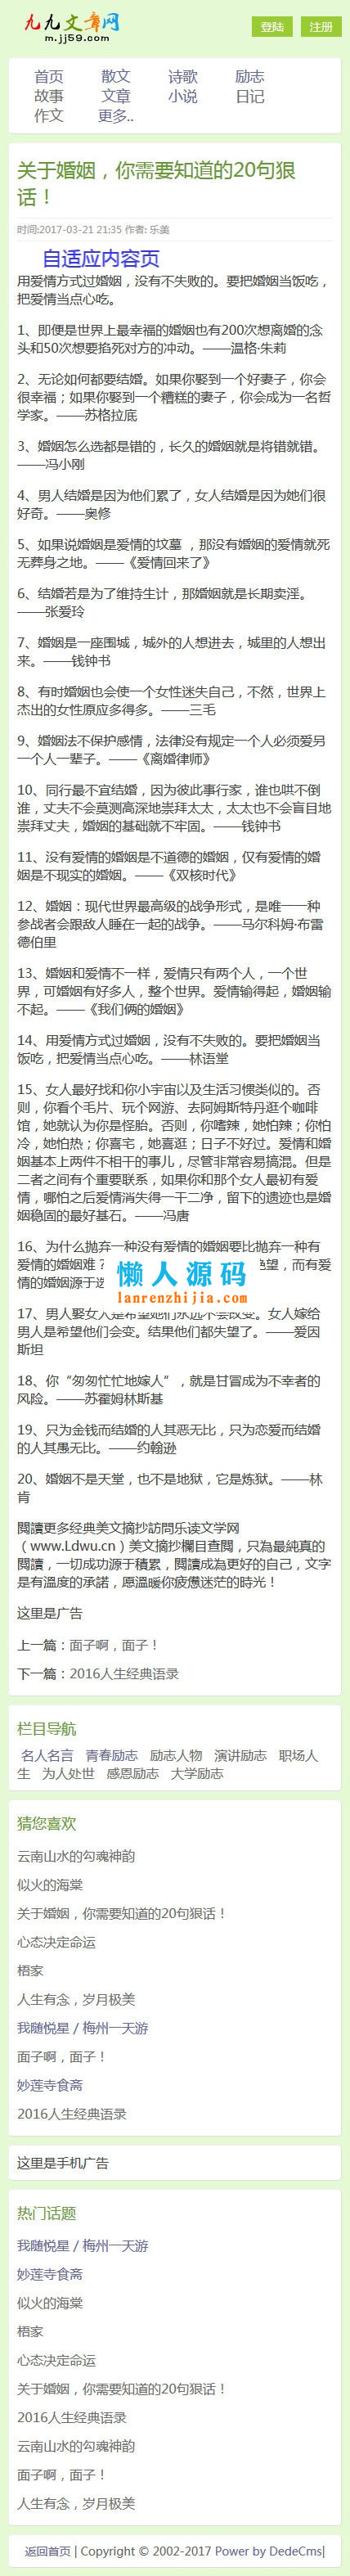 九九文章网
m.jj59.com
登陆 注册
首页 散文 诗歌 励志
故事 文章 小说 日记
作文 更多..
关于婚姻，你需要知道的20句狠
话！
时间:2017-03-21 21:35 作者: 乐美
自适应内容页
用爱情方式过婚姻，没有不失败的。要把婚姻当饭吃，
把爱情当点心吃。
1、即便是世界上最幸福的婚姻也有200次想离婚的念
头和50次想要掐死对方的冲动。——温格·朱莉
2、无论如何都要结婚。如果你娶到一个好妻子，你会
很幸福；如果你娶到一个糟糕的妻子，你会成为一名哲
学家。——苏格拉底
3、婚姻怎么选都是错的，长久的婚姻就是将错就错。
——冯小刚
4、男人结婚是因为他们累了，女人结婚是因为她们很
好奇。——奥修
5、如果说婚姻是爱情的坟墓 ，那没有婚姻的爱情就死
无葬身之地。——《爱情回来了》
6、结婚若是为了维持生计，那婚姻就是长期卖淫。
——张爱玲
7、婚姻是一座围城，城外的人想进去，城里的人想出
来。——钱钟书
8、有时婚姻也会使一个女性迷失自己，不然，世界上
杰出的女性原应多得多。——三毛
9、婚姻法不保护感情，法律没有规定一个人必须爱另
一个人一辈子。——《离婚律师》
10、同行最不宜结婚，因为彼此事行家，谁也哄不倒
谁，丈夫不会莫测高深地崇拜太太，太太也不会盲目地
崇拜丈夫，婚姻的基础就不牢固。——钱钟书
11、没有爱情的婚姻是不道德的婚姻，仅有爱情的婚
姻是不现实的婚姻。——《双核时代》
12、婚姻：现代世界最高级的战争形式，是唯一一种
参战者会跟敌人睡在一起的战争。——马尔科姆·布雷
德伯里
13、婚姻和爱情不一样，爱情只有两个人，一个世
界，可婚姻有好多人，整个世界。爱情输得起，婚姻输
不起。——《我们俩的婚姻》
14、用爱情方式过婚姻，没有不失败的。要把婚姻当
饭吃，把爱情当点心吃。——林语堂
15、女人最好找和你小宇宙以及生活习惯类似的。否
则，你看个毛片、玩个网游、去阿姆斯特丹逛个咖啡
馆，她就认为你是怪胎。否则，你嗜辣，她怕辣；你怕
冷，她怕热；你喜宅，她喜逛；日子不好过。爱情和婚
姻基本上两件不相干的事儿，尽管非常容易搞混。但是
二者之间有个重要联系，如果你和那个女人最初有爱
情，哪怕之后爱情消失得一干二净，留下的遗迹也是婚
姻稳固的最好基石。——冯唐
16、为什么抛弃一种没有爱情的婚姻要比抛弃一种有
爱情的婚姻难？ 绝望，而有爱
情的婚姻源于
懒人源码
lanrenzhijia.com
17、男人娶女人是希望她们永远不会改变。女人嫁给
男人是希望他们会变。结果他们都失望了。——爱因
斯坦
18、你“匆匆忙忙地嫁人”，就是甘冒成为不幸者的
风险。——苏霍姆林斯基
19、只为金钱而结婚的人其恶无比，只为恋爱而结婚
的人其愚无比。——约翰逊
20、婚姻不是天堂，也不是地狱，它是炼狱。——林
肯
閱讀更多经典美文摘抄訪問乐读文学网
（www.Ldwu.cn）美文摘抄欄目查閱，只為最純真的
閱讀，一切成功源于積累，閱讀成為更好的自己，文字
是有溫度的承諾，愿溫暖你疲憊迷茫的時光！
这里是广告
上一篇：面子啊，面子！
下一篇：2016人生经典语录
栏目导航
名人名言 青春励志 励志人物 演讲励志 职场人
生 为人处世 感恩励志 大学励志
猜您喜欢
云南山水的勾魂神韵
似火的海棠
关于婚姻，你需要知道的20句狠话！
心态决定命运
梧家
人生有念，岁月极美
我随悦星 / 梅州一天游
面子啊，面子！
妙莲寺食斋
2016人生经典语录
这里是手机广告
热门话题
我随悦星 / 梅州一天游
妙莲寺食斋
似火的海棠
梧家
心态决定命运
关于婚姻，你需要知道的20句狠话！
2016人生经典语录
云南山水的勾魂神韵
面子啊，面子！
人生有念，岁月极美
返回首页 | Copyright © 2002-2017 Power by DedeCms|